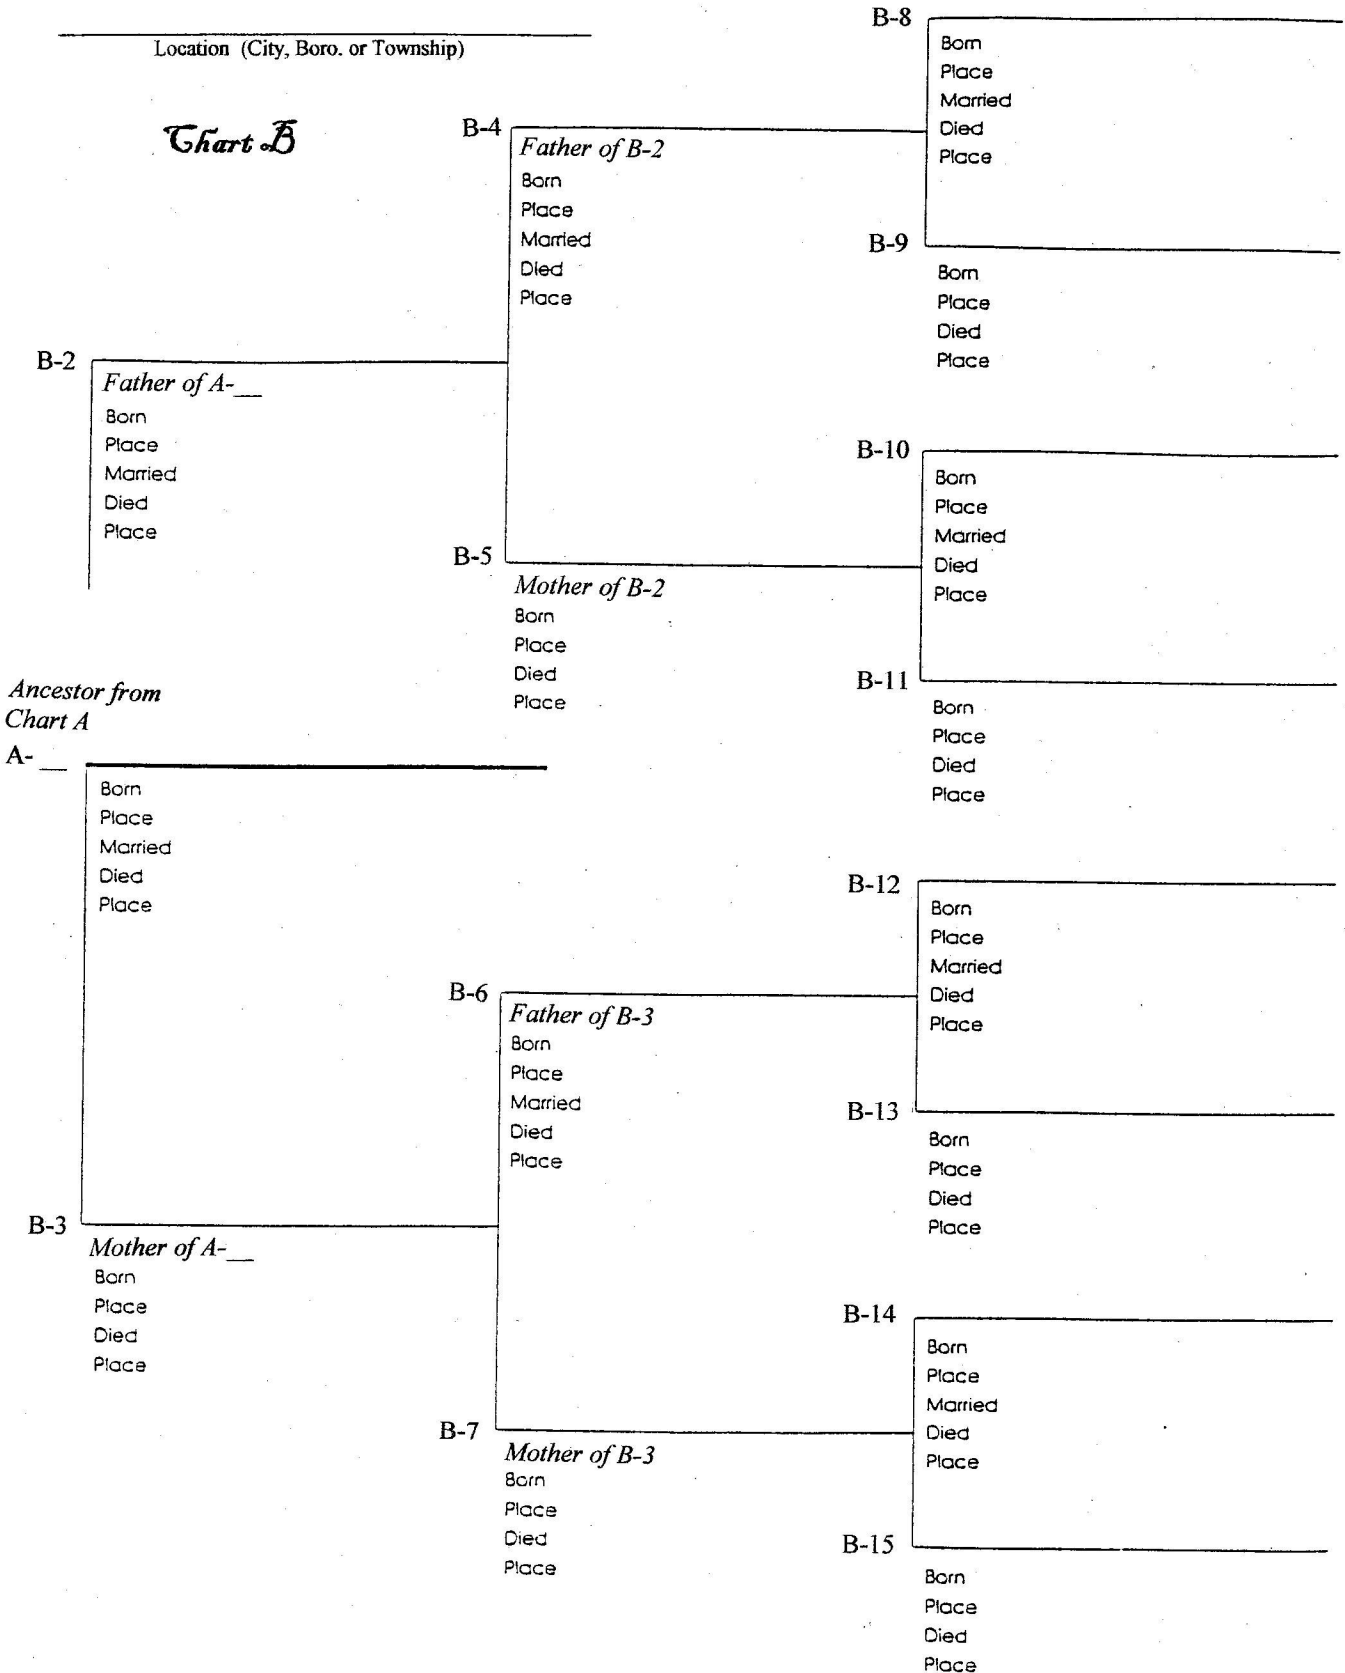 Location (City, Boro. or Township)
Chart B
B-8
Born
Place
Married
Died
Place
B-4
Father of B-2
Born
Place
Married
Died
Place
B-9
Born
Place
Died
Place
B-2
Father of A-__
Born
Place
Married
Died
Place
B-10
Born
Place
Married
Died
Place
B-5
Mother of B-2
Born
Place
Died
Place
B-11
Born
Place
Died
Place
Ancestor from
Chart A
A- __
Born
Place
Married
Died
Place
B-12
Born
Place
Married
Died
Place
B-6
Father of B-3
Born
Place
Married
Died
Place
B-13
Born
Place
Died
Place
B-3
Mother of A-__
Born
Place
Died
Place
B-14
Born
Place
Married
Died
Place
B-7
Mother of B-3
Born
Place
Died
Place
B-15
Born
Place
Died
Place